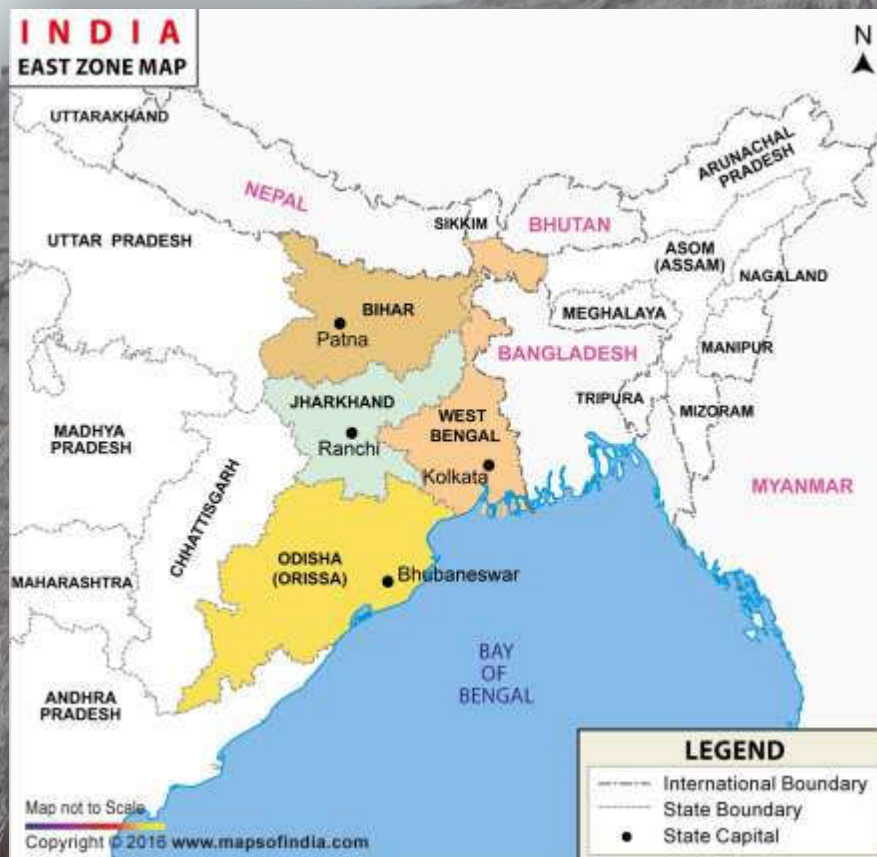 INDIA
EAST ZONE MAP
N
UTTARAKHAND
NEPAL
ARUNACHAL
PRADESH
SIKKIM
BHUTAN
UTTAR PRADESH
ASOM
(ASSAM)
NAGALAND
BIHAR
Patna
MEGHALAYA
MANIPUR
BANGLADESH
TRIPURA
MIZORAM
JHARKHAND
Ranchi
WEST
BENGAL
Kolkata
MADHYA
PRADESH
CHHATTISGARH
MYANMAR
ODISHA
(ORISSA)
Bhubaneswar
MAHARASHTRA
BAY
OF
BENGAL
ANDHRA
PRADESH
LEGEND
International Boundary
State Boundary
State Capital
Map not to Scale
Copyright © 2016 www.mapsofindia.com